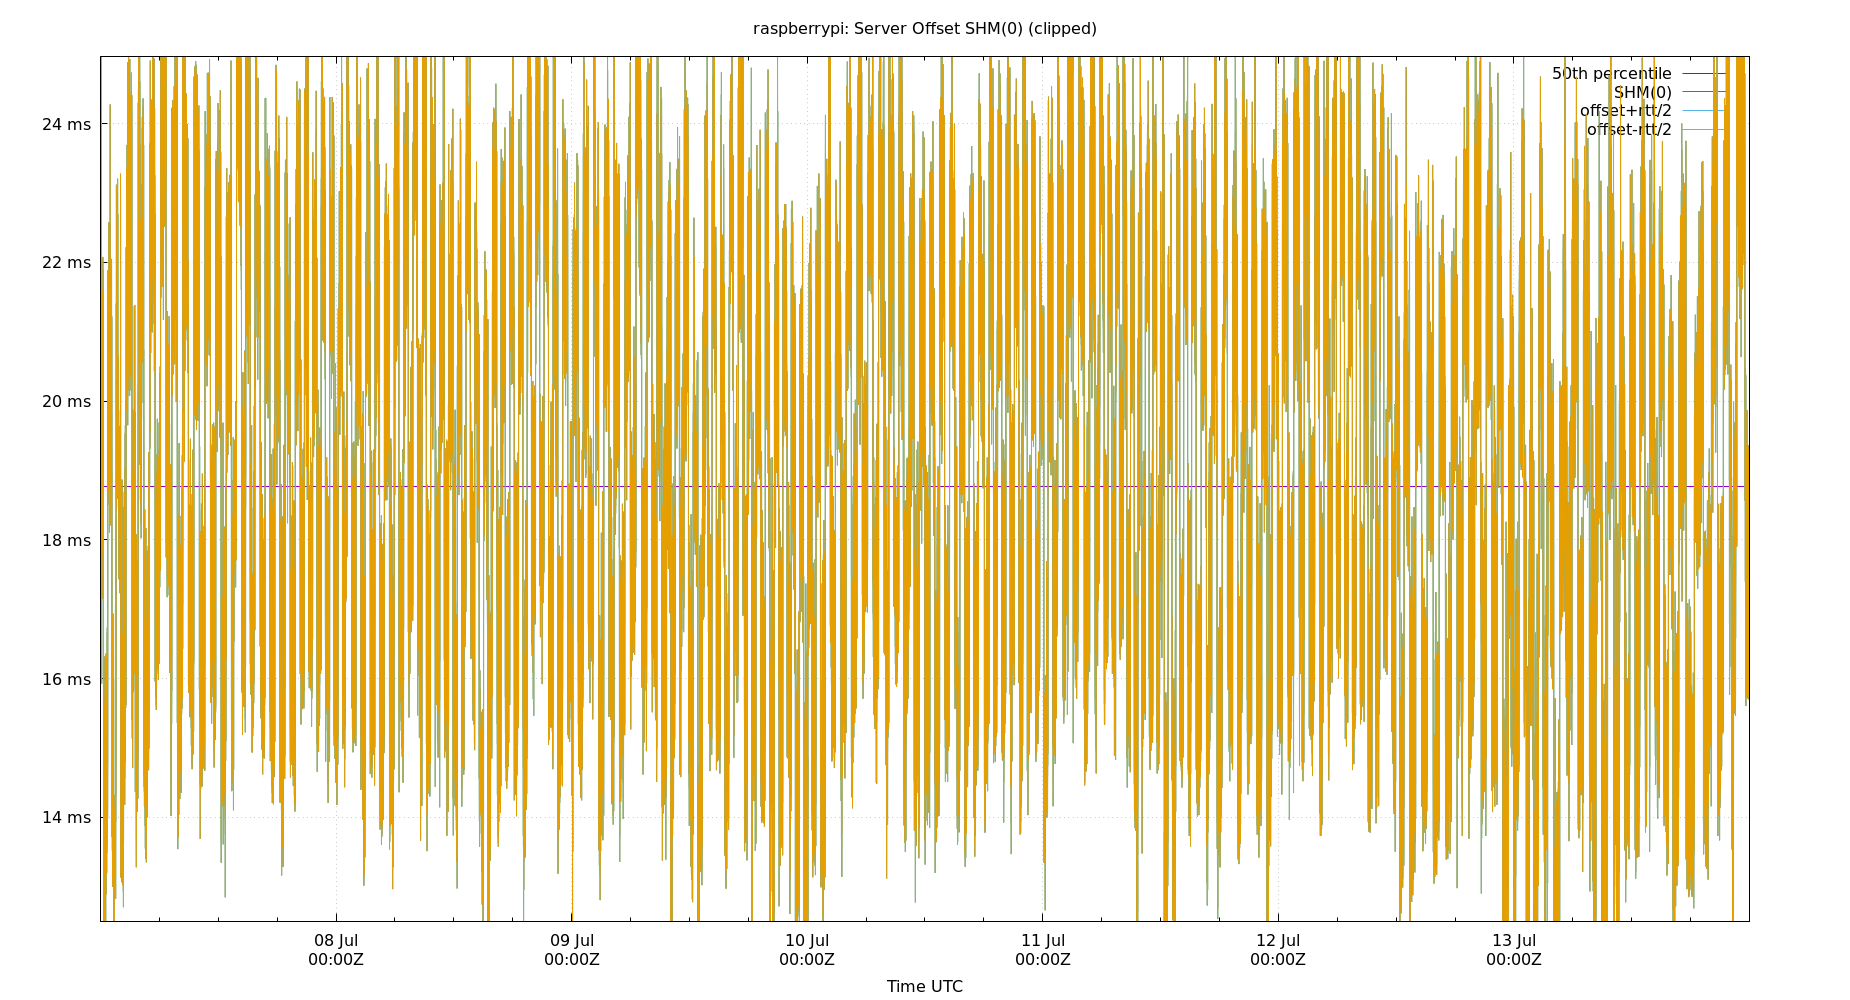 raspberrypi: Server Offset SHM(0) (clipped)
50th percentile
SHM(0)
offset+rtt/2
offset-rtt/2
24 ms
22 ms
20 ms
18 ms
16 ms
14 ms
08 Jul 09 Jul 10 Jul 11 Jul 12 Jul 13 Jul
00:00Z 00:00Z 00:00Z 00:00Z 00:00Z 00:00Z
Time UTC